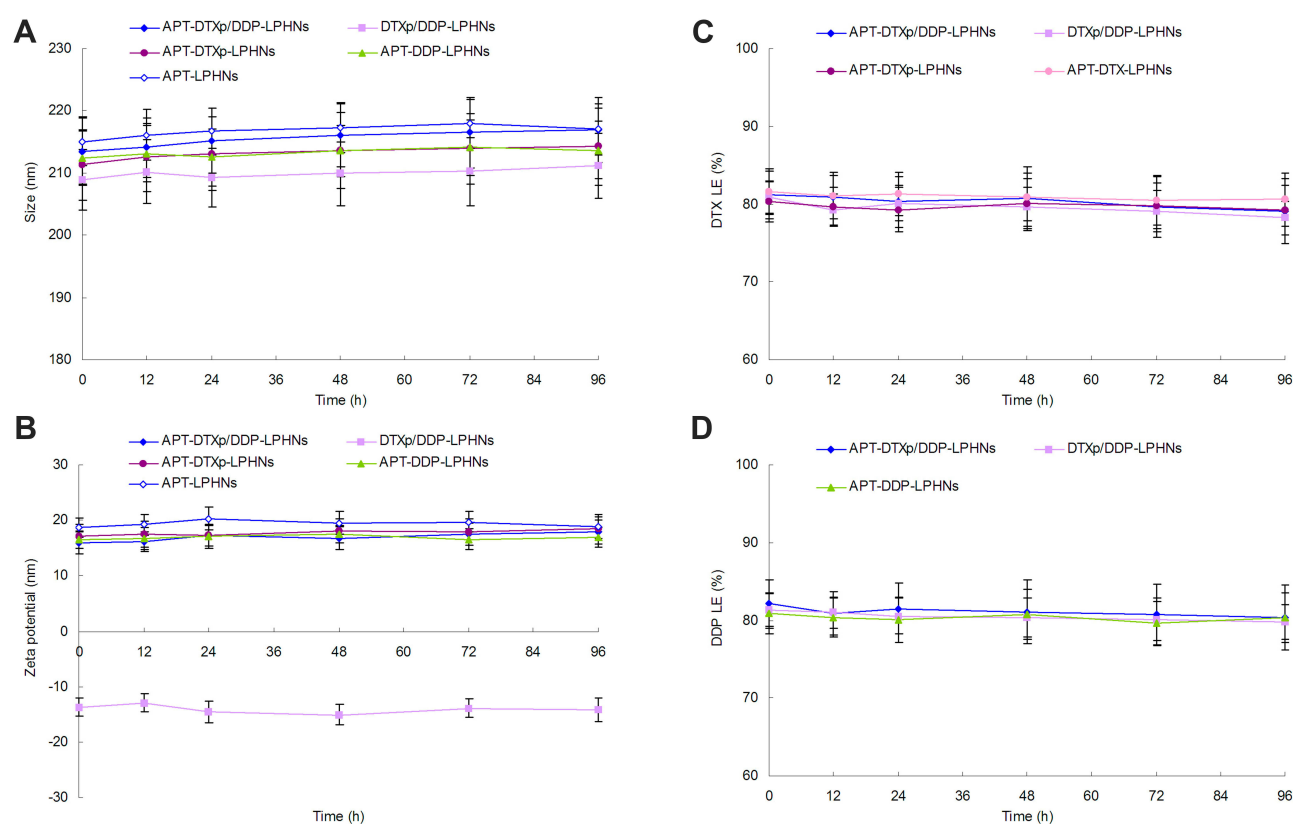 A
APT-DTXp/DDP-LPHNs
DTXp/DDP-LPHNs
APT-DTXp-LPHNs
APT-DDP-LPHNs
APT-LPHNs
230
220
210
200
190
180
Size (nm)
0 12 24 36 48 60 72 84 96
Time (h)
B
APT-DTXp/DDP-LPHNs
DTXp/DDP-LPHNs
APT-DTXp-LPHNs
APT-DDP-LPHNs
APT-LPHNs
30
20
10
0
-10
-20
-30
Zeta potential (nm)
0 12 24 36 48 60 72 84 96
Time (h)
C
APT-DTXp/DDP-LPHNs
DTXp/DDP-LPHNs
APT-DTXp-LPHNs
APT-DTX-LPHNs
100
90
80
70
60
DTX LE (%)
0 12 24 36 48 60 72 84 96
Time (h)
D
APT-DTXp/DDP-LPHNs
DTXp/DDP-LPHNs
APT-DDP-LPHNs
100
90
80
70
60
DDP LE (%)
0 12 24 36 48 60 72 84 96
Time (h)